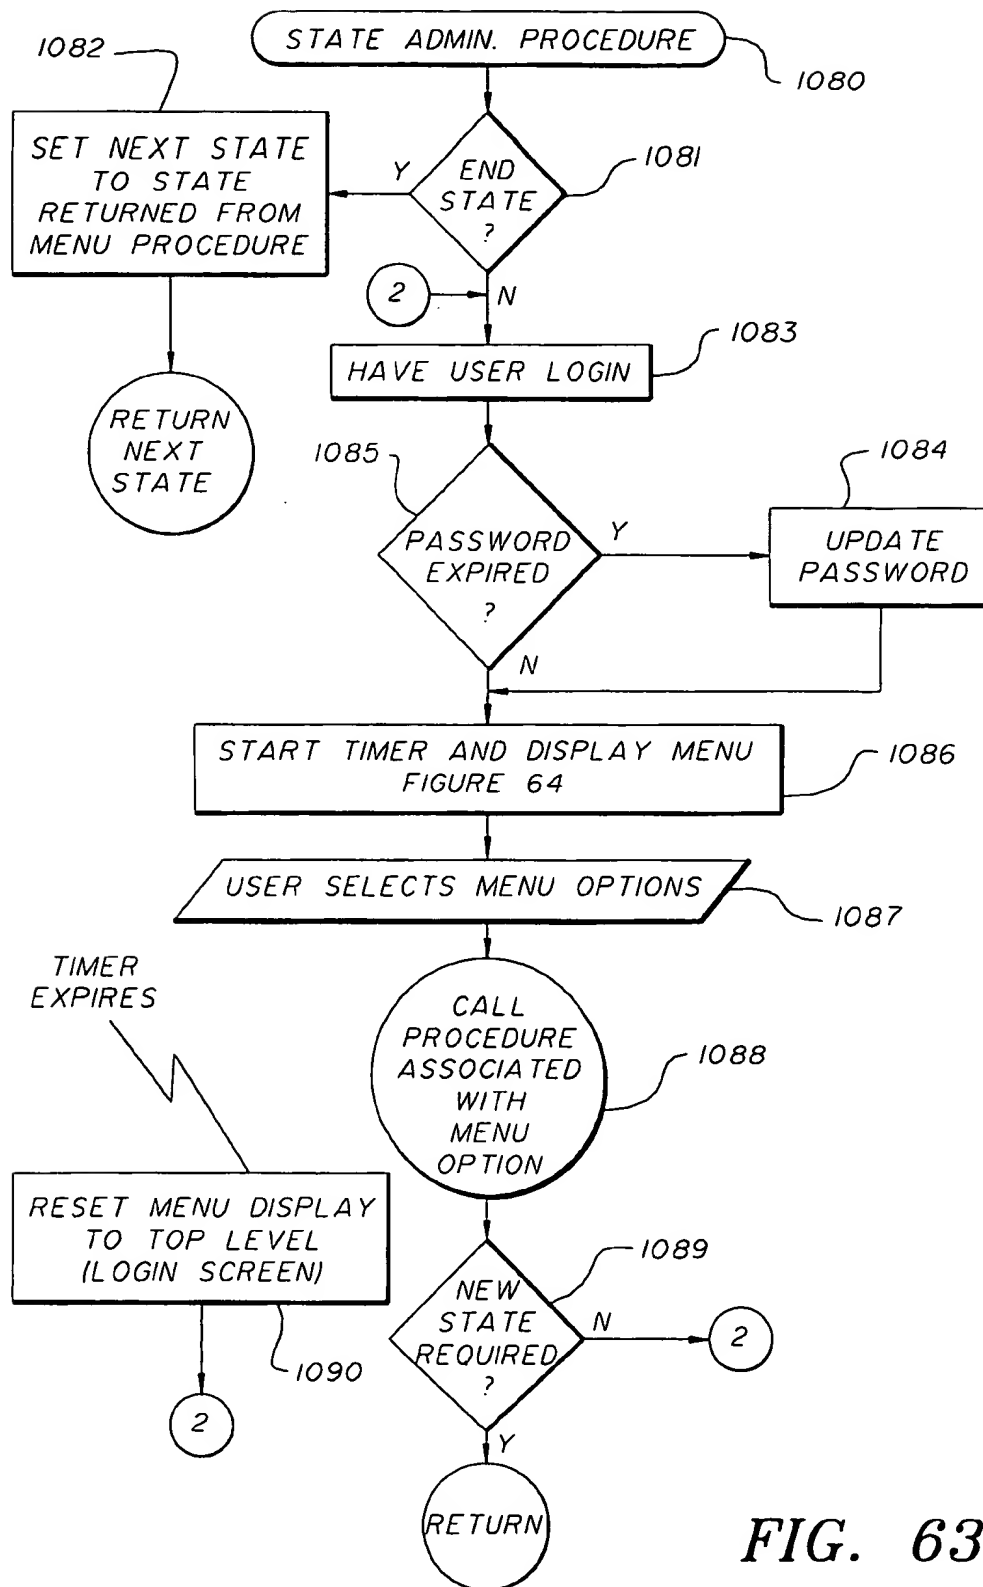 STATE ADMIN. PROCEDURE
1080
1082
SET NEXT STATE
TO STATE
RETURNED FROM
MENU PROCEDURE
Y
END
STATE
?
1081
2
N
1083
HAVE USER LOGIN
RETURN
NEXT
STATE
1085
PASSWORD
EXPIRED
?
Y
1084
UPDATE
PASSWORD
N
START TIMER AND DISPLAY MENU
FIGURE 64
1086
USER SELECTS MENU OPTIONS
1087
TIMER
EXPIRES
CALL
PROCEDURE
ASSOCIATED
WITH
MENU
OPTION
1088
RESET MENU DISPLAY
TO TOP LEVEL
(LOGIN SCREEN)
1090
2
1089
NEW
STATE
REQUIRED
?
N
2
Y
RETURN
FIG. 63